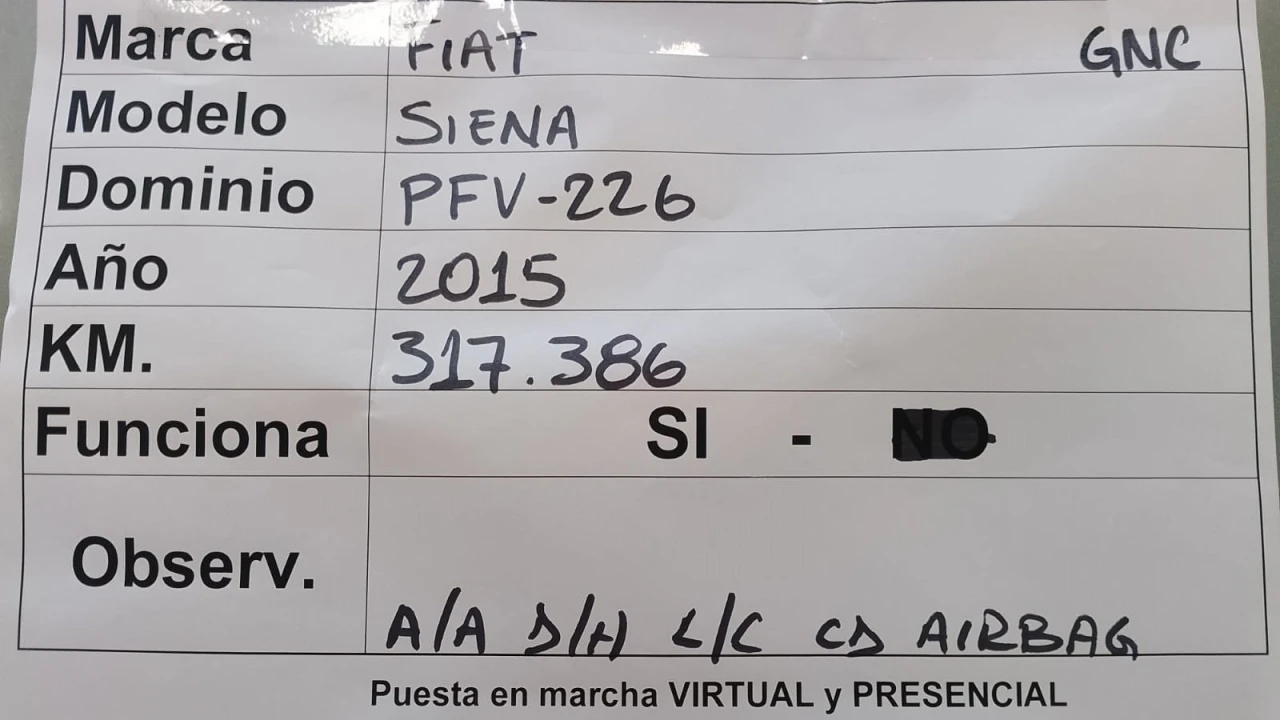 Marca FIAT GNC
Modelo SIENA
Dominio PFV-226
Año 2015
KM. 317.386
Funciona SI - NO
Observ. A/A D/H L/C CD AIRBAG
Puesta en marcha VIRTUAL y PRESENCIAL